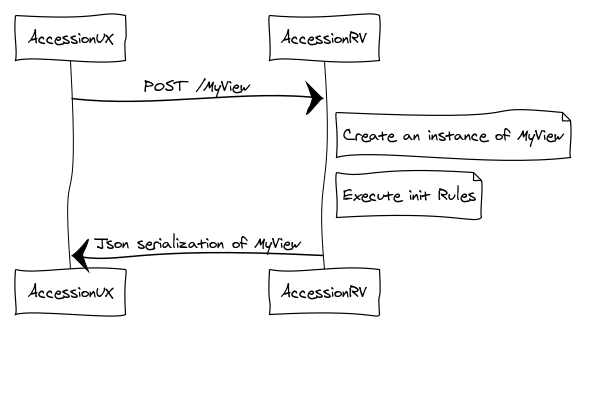 AccessionUX
AccessionRV
POST /MyView
Create an instance of MyView
Execute init Rules
Json serialization of MyView
AccessionUX
AccessionRV